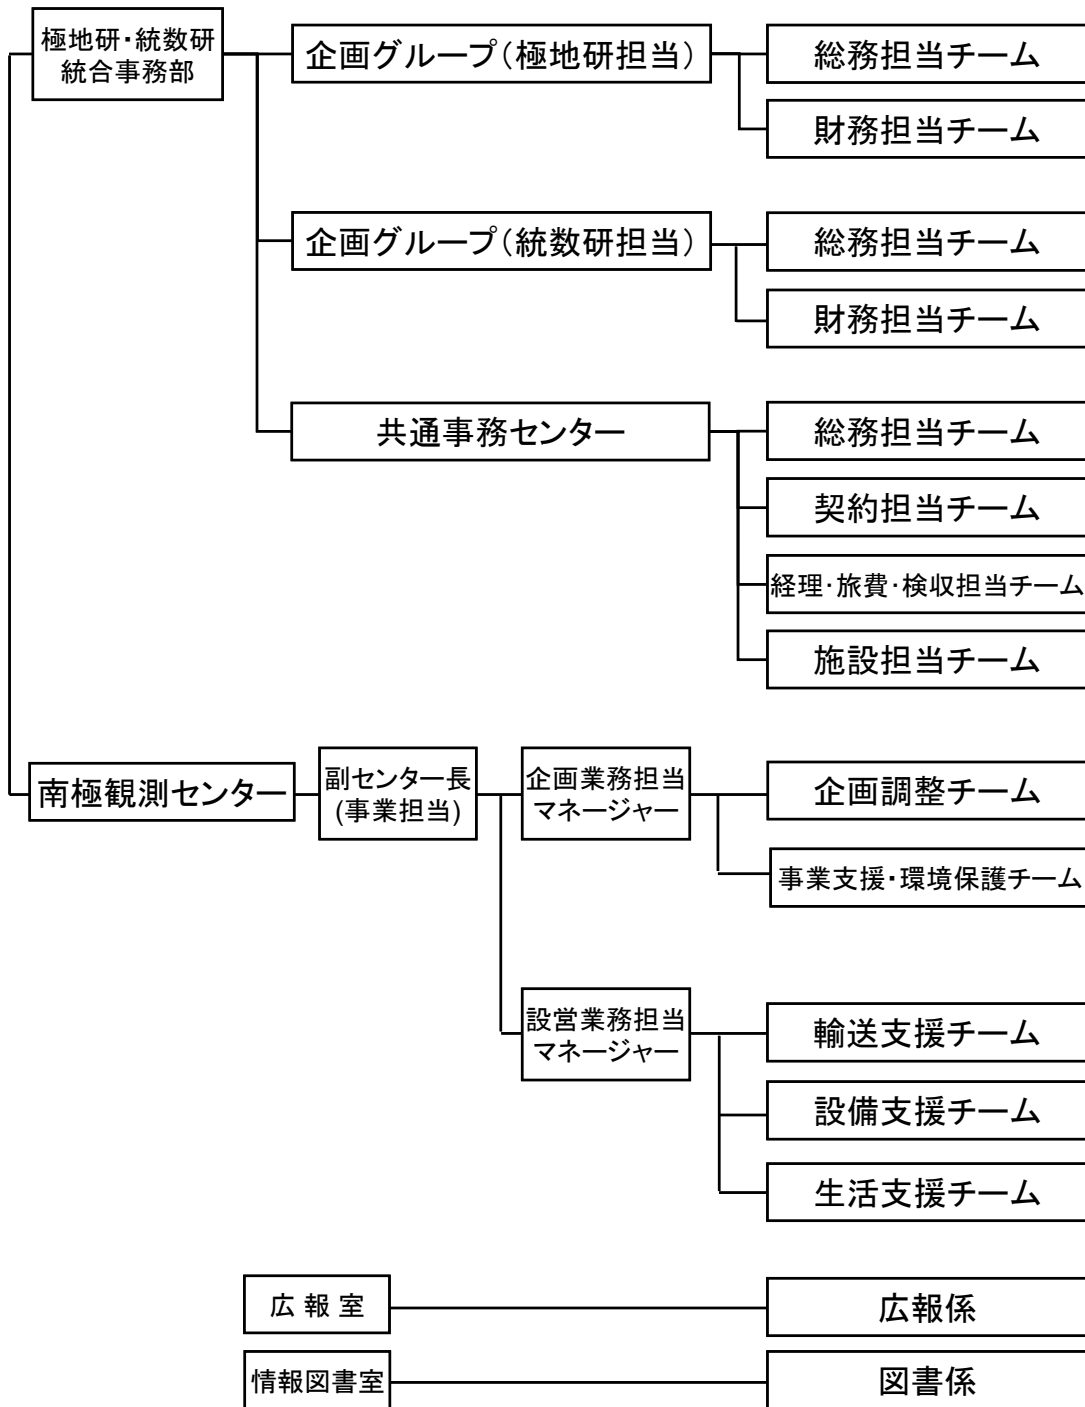 極地研・統数研
統合事務部
企画グループ(極地研担当)
総務担当チーム
財務担当チーム
企画グループ(統数研担当)
総務担当チーム
財務担当チーム
共通事務センター
総務担当チーム
契約担当チーム
経理・旅費・検収担当チーム
施設担当チーム
南極観測センター
副センター長
(事業担当)
企画業務担当
マネージャー
企画調整チーム
事業支援・環境保護チーム
設営業務担当
マネージャー
輸送支援チーム
設備支援チーム
生活支援チーム
広 報 室
広報係
情報図書室
図書係